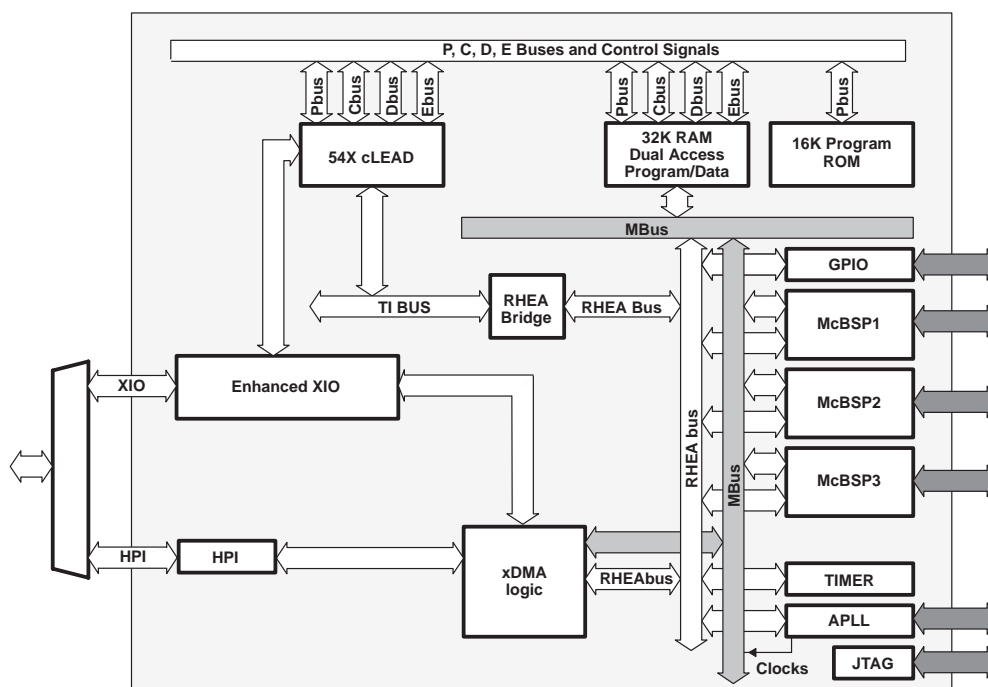 P, C, D, E Buses and Control Signals
Pbus
Cbus
Dbus
Ebus
Pbus
Cbus
Dbus
Ebus
Pbus
54X cLEAD
32K RAM
Dual Access
Program/Data
16K Program
ROM
MBus
GPIO
TI BUS
RHEA
Bridge
RHEA Bus
McBSP1
XIO
Enhanced XIO
McBSP2
RHEA bus
MBus
McBSP3
HPI
HPI
xDMA
logic
RHEAbus
TIMER
APLL
Clocks
JTAG